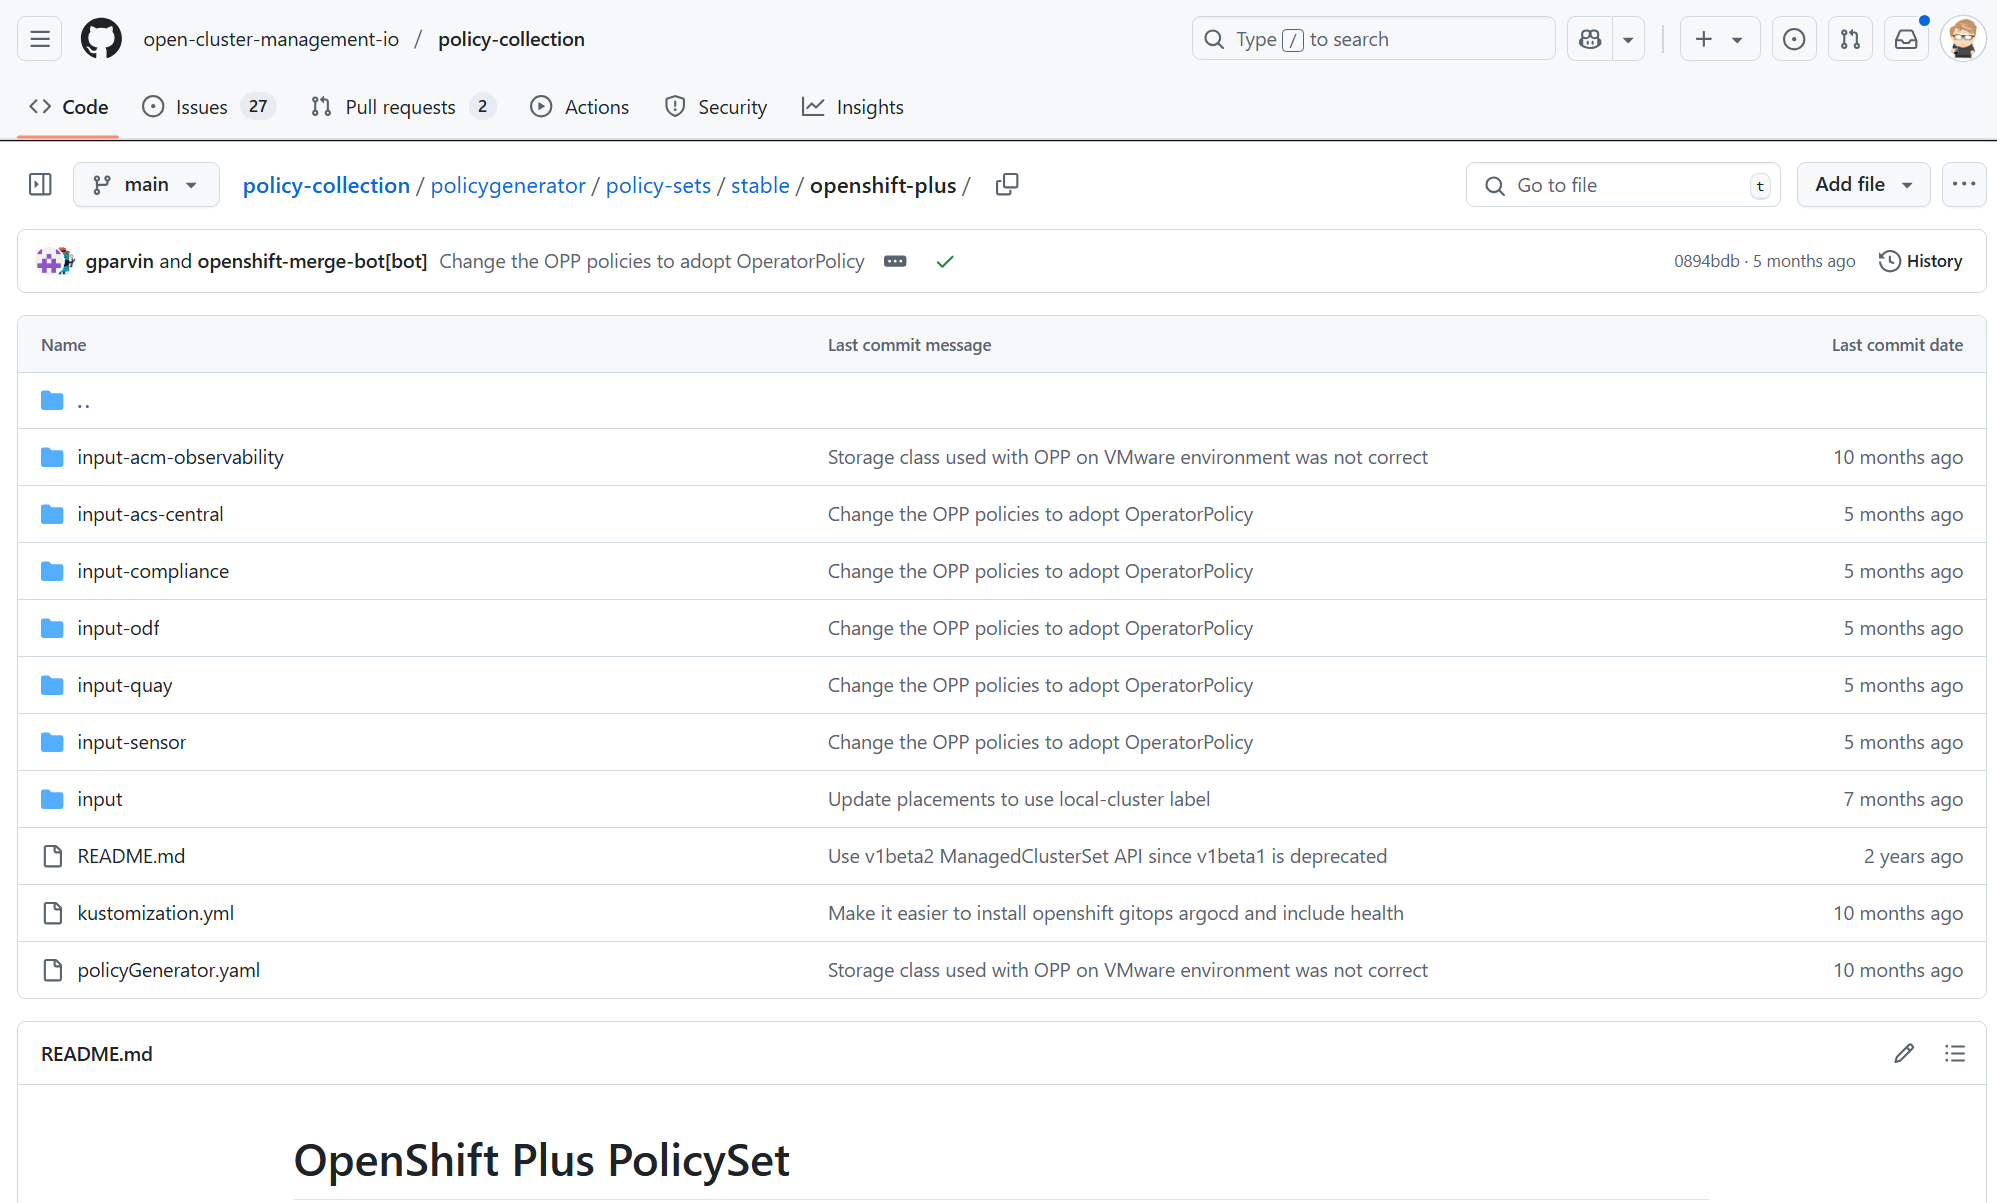 open-cluster-management-io / policy-collection
Type / to search
Code
Issues 27
Pull requests 2
Actions
Security
Insights
main
policy-collection / policygenerator / policy-sets / stable / openshift-plus /
Go to file
t
Add file
gparvin and openshift-merge-bot[bot] Change the OPP policies to adopt OperatorPolicy
0894bdb · 5 months ago
History
Name Last commit message Last commit date
..
input-acm-observability Storage class used with OPP on VMware environment was not correct 10 months ago
input-acs-central Change the OPP policies to adopt OperatorPolicy 5 months ago
input-compliance Change the OPP policies to adopt OperatorPolicy 5 months ago
input-odf Change the OPP policies to adopt OperatorPolicy 5 months ago
input-quay Change the OPP policies to adopt OperatorPolicy 5 months ago
input-sensor Change the OPP policies to adopt OperatorPolicy 5 months ago
input Update placements to use local-cluster label 7 months ago
README.md Use v1beta2 ManagedClusterSet API since v1beta1 is deprecated 2 years ago
kustomization.yml Make it easier to install openshift gitops argocd and include health 10 months ago
policyGenerator.yaml Storage class used with OPP on VMware environment was not correct 10 months ago
README.md
OpenShift Plus PolicySet